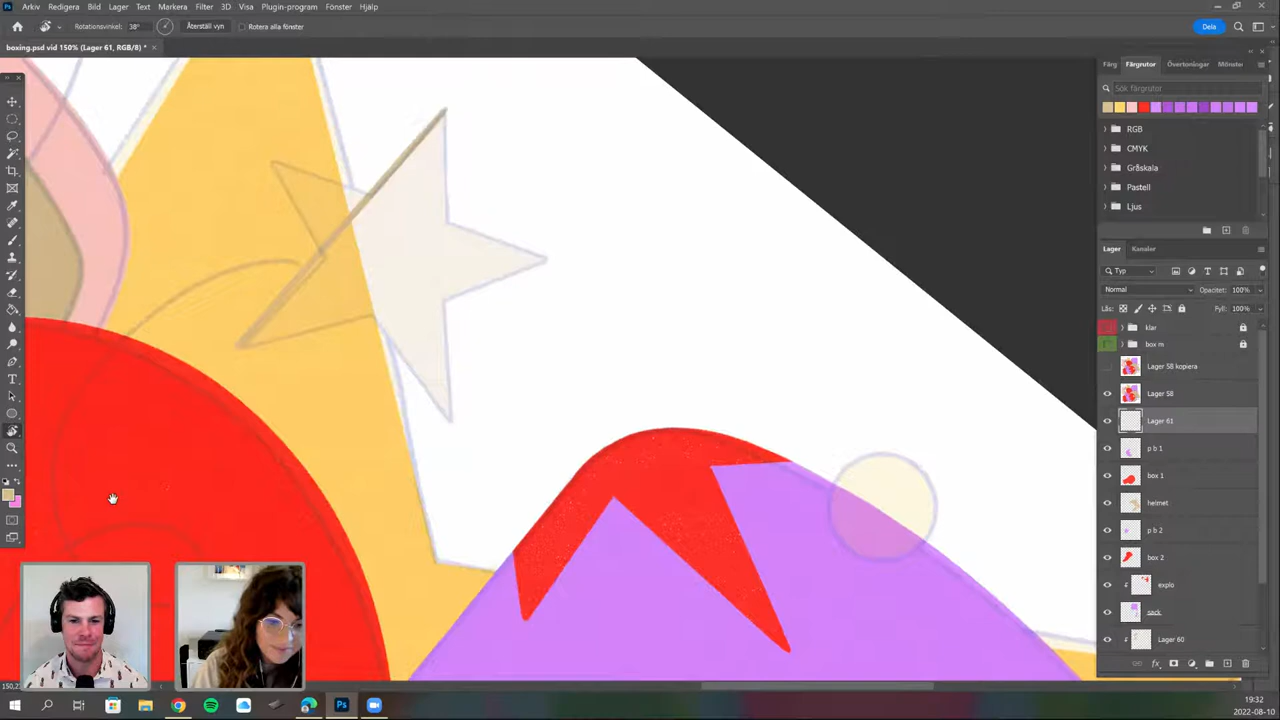 Arkiv Redigera Bild Lager Text Markera Filter 3D Visa Plugin-program Fönster Hjälp
Rotationsvinkel: 38° Återställ vyn Rotera alla fönster Dela
boxing.psd vid 150% (Lager 61, RGB/8) *
Färg Färgrutor Övertoningar Mönster
Sök färgrutor
RGB
CMYK
Gråskala
Pastell
Ljus
Lager Kanaler
Typ
Normal Opacitet: 100%
Lås: Fyll: 100%
klar
box m
Lager 58 kopiera
Lager 58
Lager 61
p b 1
box 1
helmet
p b 2
box 2
explo
sack
Lager 60
fx
Ps
19:32
2022-08-10